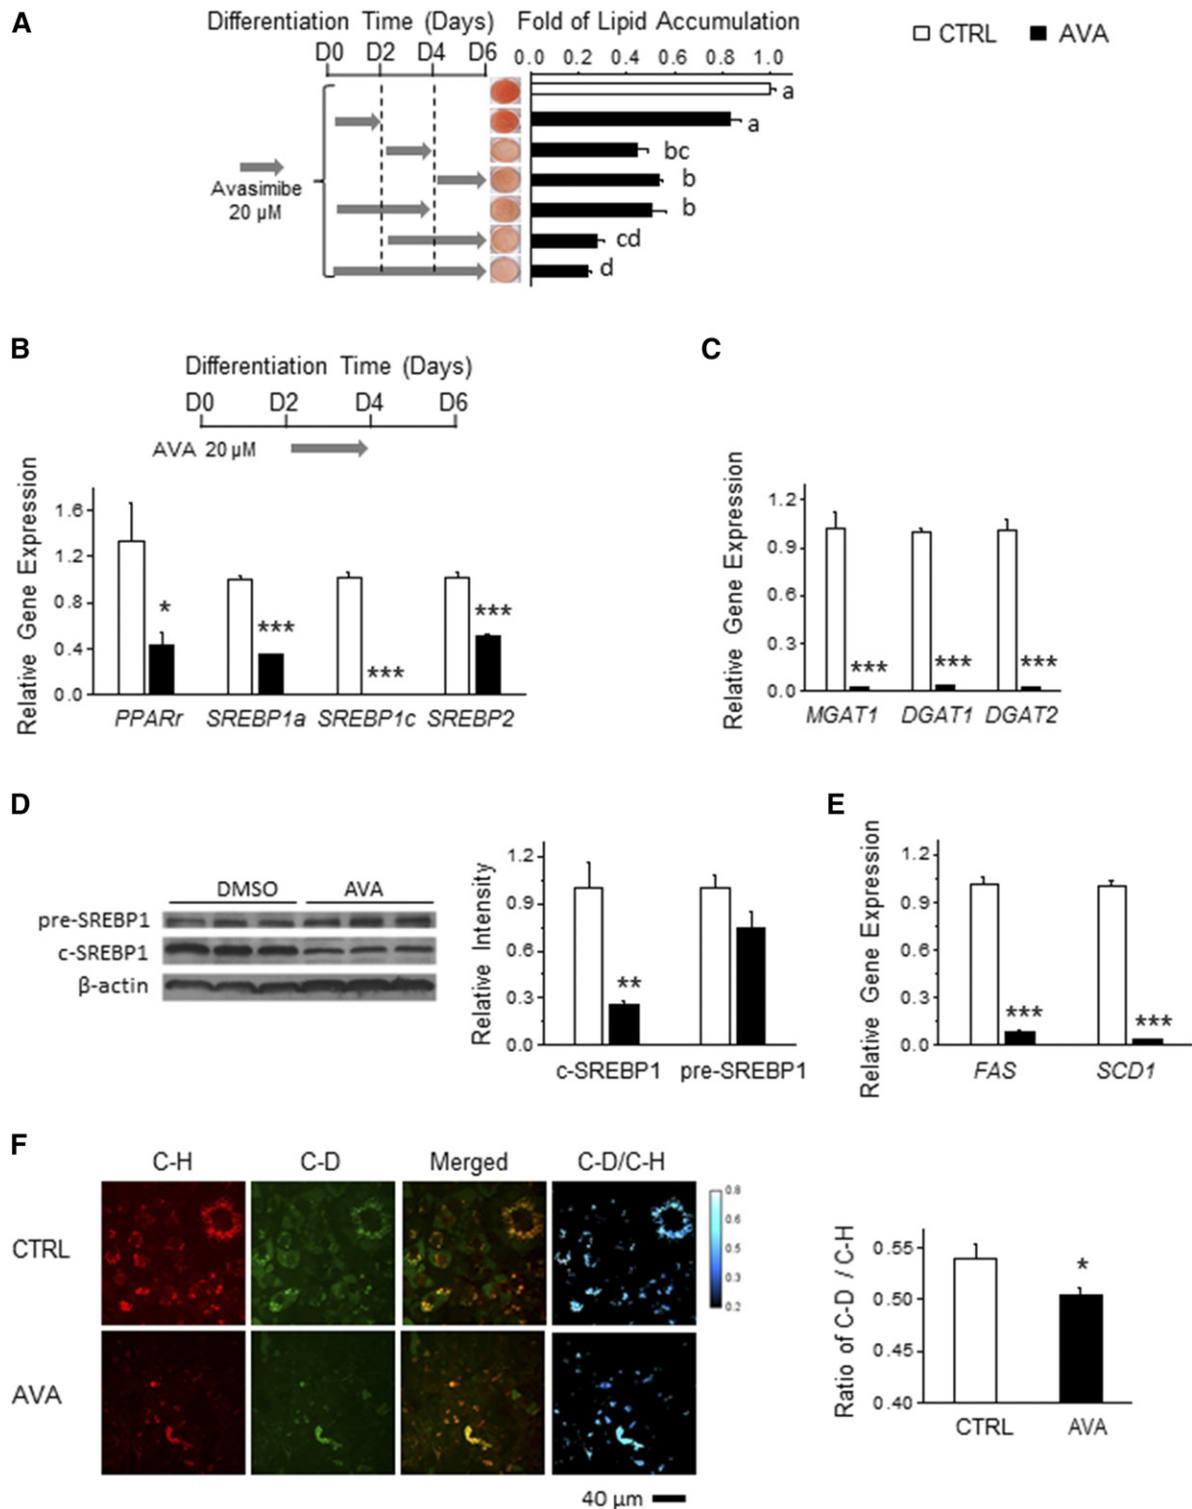 A
Differentiation Time (Days)
Fold of Lipid Accumulation
CTRL AVA
D0 D2 D4 D6
0.0 0.2 0.4 0.6 0.8 1.0
a
a
bc
b
b
cd
d
Avasimibe
20 µM
B
Differentiation Time (Days)
D0 D2 D4 D6
AVA 20 µM
Relative Gene Expression
1.6
1.2
0.8
0.4
0.0
*
***
***
***
PPARr SREBP1a SREBP1c SREBP2
C
Relative Gene Expression
1.2
0.9
0.6
0.3
0.0
*** *** ***
MGAT1 DGAT1 DGAT2
D
DMSO AVA
pre-SREBP1
c-SREBP1
β-actin
Relative Intensity
1.2
0.9
0.6
0.3
0.0
**
c-SREBP1 pre-SREBP1
E
Relative Gene Expression
1.2
0.9
0.6
0.3
0.0
*** ***
FAS SCD1
F
C-H C-D Merged C-D/C-H
CTRL
AVA
0.8
0.6
0.5
0.3
0.2
40 µm
Ratio of C-D / C-H
0.55
0.50
0.45
0.40
*
CTRL AVA